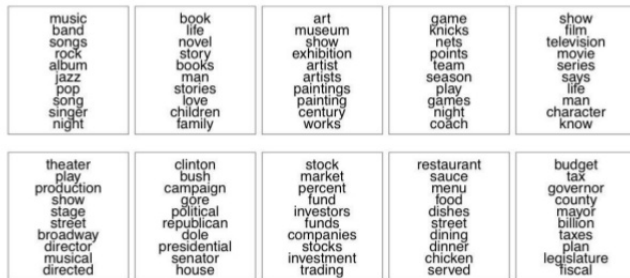 music
band
songs
rock
album
jazz
pop
song
singer
night
book
life
novel
story
books
man
stories
love
children
family
art
museum
show
exhibition
artist
artists
paintings
painting
century
works
game
knicks
nets
points
team
season
play
games
night
coach
show
film
television
movie
series
says
life
man
character
know
theater
play
production
show
stage
street
broadway
director
musical
directed
clinton
bush
campaign
gore
political
republican
dole
presidential
senator
house
stock
market
percent
fund
investors
funds
companies
stocks
investment
trading
restaurant
sauce
menu
food
dishes
street
dining
dinner
chicken
served
budget
tax
governor
county
mayor
billion
taxes
plan
legislature
fiscal